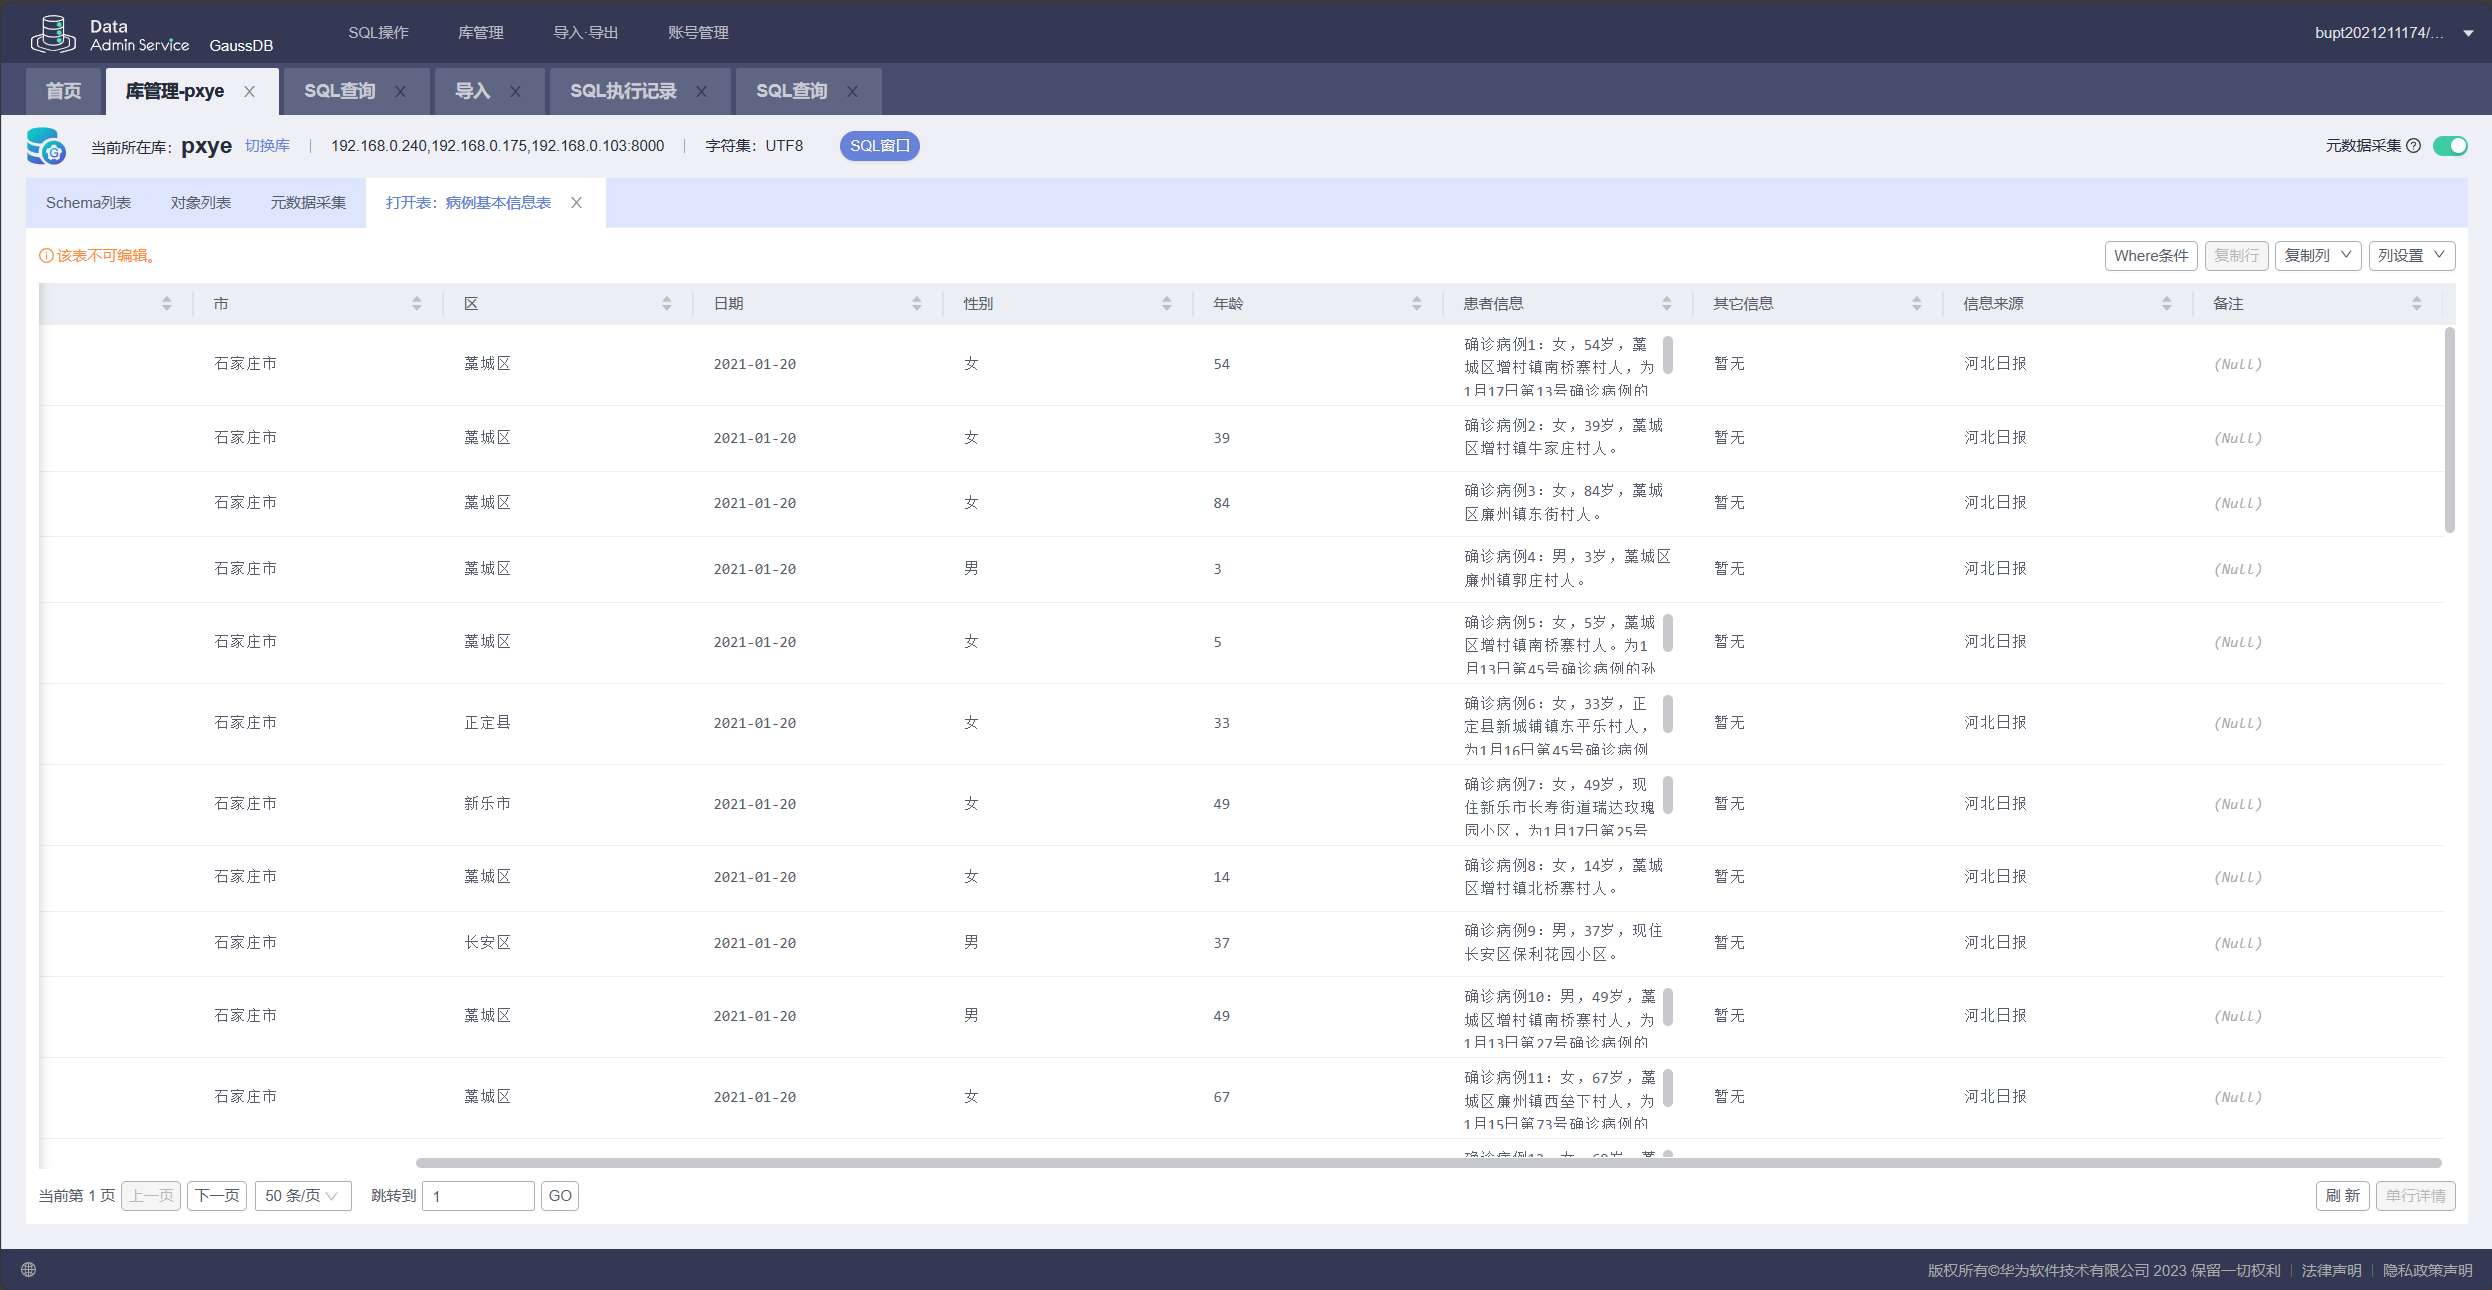 Data
Admin Service GaussDB SQL操作 库管理 导入·导出 账号管理 bupt2021211174/...
首页 库管理-pxye X SQL查询 X 导入 X SQL执行记录 X SQL查询 X
当前所在库: pxye 切换库 | 192.168.0.240,192.168.0.175,192.168.0.103:8000 | 字符集: UTF8 SQL窗口 元数据采集
Schema列表 对象列表 元数据采集 打开表: 病例基本信息表 X
该表不可编辑。 Where条件 复制行 复制列 列设置
市 区 日期 性别 年龄 患者信息 其它信息 信息来源 备注
石家庄市 藁城区 2021-01-20 女 54 确诊病例1: 女, 54岁, 藁
城区增村镇南桥寨村人, 为
1月17日第13号确诊病例的 暂无 河北日报 (Null)
石家庄市 藁城区 2021-01-20 女 39 确诊病例2: 女, 39岁, 藁城
区增村镇牛家庄村人。 暂无 河北日报 (Null)
石家庄市 藁城区 2021-01-20 女 84 确诊病例3: 女, 84岁, 藁城
区廉州镇东街村人。 暂无 河北日报 (Null)
石家庄市 藁城区 2021-01-20 男 3 确诊病例4: 男, 3岁, 藁城区
廉州镇郭庄村人。 暂无 河北日报 (Null)
石家庄市 藁城区 2021-01-20 女 5 确诊病例5: 女, 5岁, 藁城
区增村镇南桥寨村人。为1
月13日第45号确诊病例的孙 暂无 河北日报 (Null)
石家庄市 正定县 2021-01-20 女 33 确诊病例6: 女, 33岁, 正
定县新城铺镇东平乐村人,
为1月16日第45号确诊病例 暂无 河北日报 (Null)
石家庄市 新乐市 2021-01-20 女 49 确诊病例7: 女, 49岁, 现
住新乐市长寿街道瑞达玫瑰
园小区, 为1月17日第25号 暂无 河北日报 (Null)
石家庄市 藁城区 2021-01-20 女 14 确诊病例8: 女, 14岁, 藁城
区增村镇北桥寨村人。 暂无 河北日报 (Null)
石家庄市 长安区 2021-01-20 男 37 确诊病例9: 男, 37岁, 现住
长安区保利花园小区。 暂无 河北日报 (Null)
石家庄市 藁城区 2021-01-20 男 49 确诊病例10: 男, 49岁, 藁
城区增村镇南桥寨村人, 为
1月13日第27号确诊病例的 暂无 河北日报 (Null)
石家庄市 藁城区 2021-01-20 女 67 确诊病例11: 女, 67岁, 藁
城区廉州镇西垒下村人, 为
1月15日第73号确诊病例的 暂无 河北日报 (Null)
当前第 1 页 上一页 下一页 50 条/页 跳转到 1 GO 刷 新 单行详情
版权所有©华为软件技术有限公司 2023 保留一切权利 | 法律声明 | 隐私政策声明